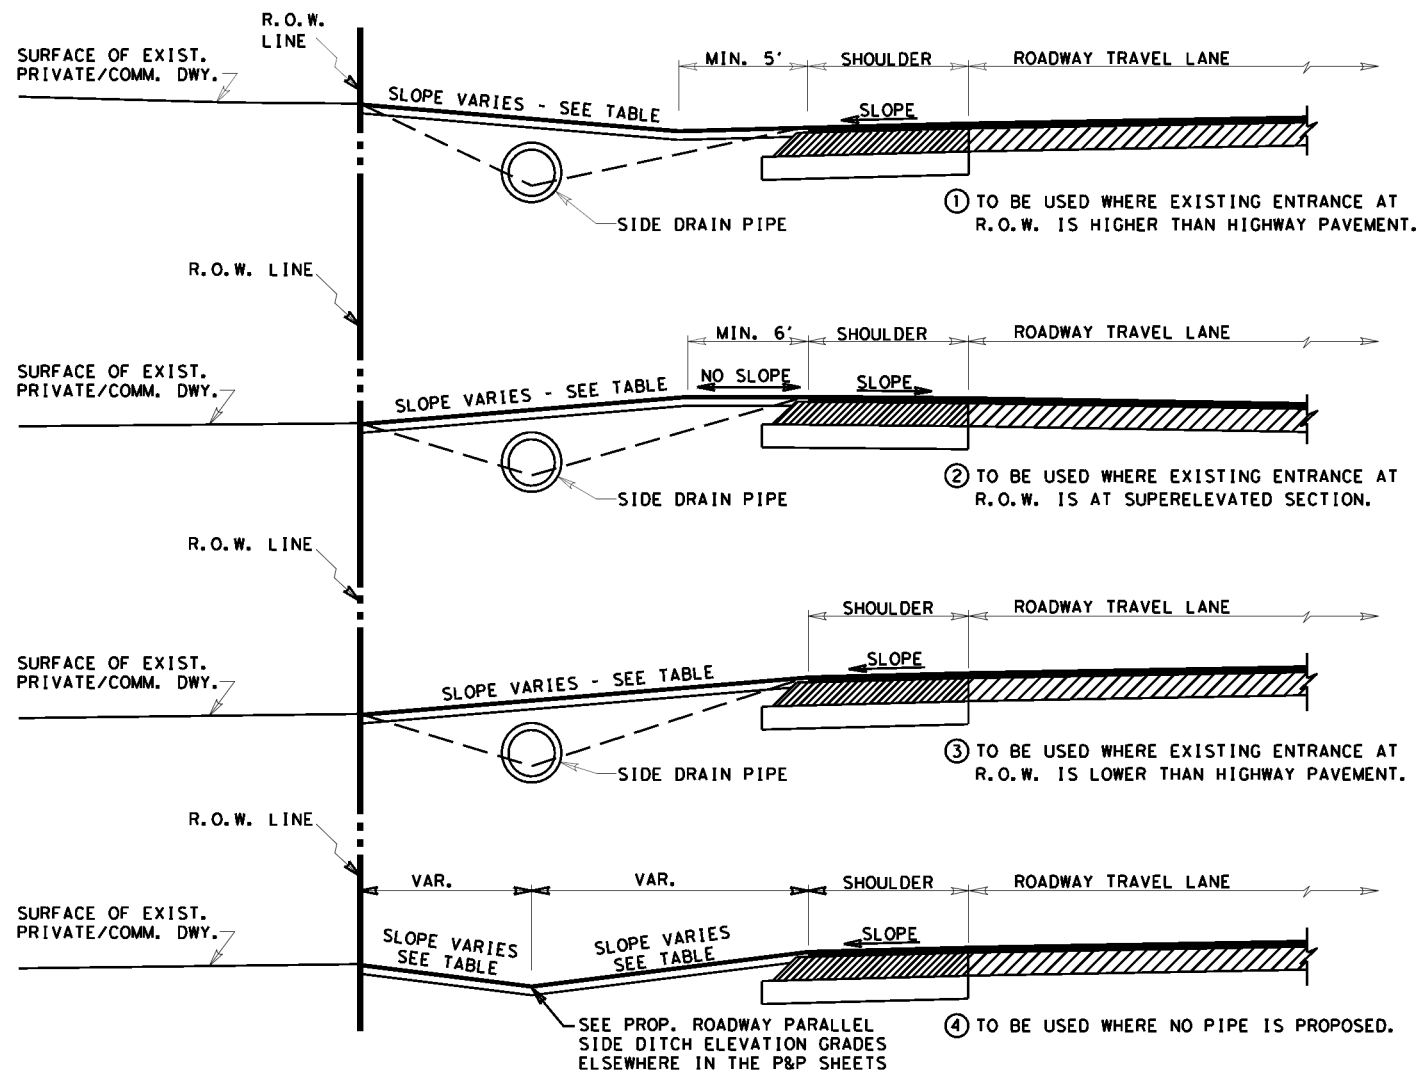 R.O.W.
LINE
SURFACE OF EXIST.
PRIVATE/COMM. DWY.
MIN. 5'
SHOULDER
ROADWAY TRAVEL LANE
SLOPE VARIES - SEE TABLE
SLOPE
SIDE DRAIN PIPE
1 TO BE USED WHERE EXISTING ENTRANCE AT
R.O.W. IS HIGHER THAN HIGHWAY PAVEMENT.
R.O.W. LINE
SURFACE OF EXIST.
PRIVATE/COMM. DWY.
MIN. 6'
SHOULDER
ROADWAY TRAVEL LANE
SLOPE VARIES - SEE TABLE
NO SLOPE
SLOPE
SIDE DRAIN PIPE
2 TO BE USED WHERE EXISTING ENTRANCE AT
R.O.W. IS AT SUPERELEVATED SECTION.
R.O.W. LINE
SURFACE OF EXIST.
PRIVATE/COMM. DWY.
SHOULDER
ROADWAY TRAVEL LANE
SLOPE VARIES - SEE TABLE
SLOPE
SIDE DRAIN PIPE
3 TO BE USED WHERE EXISTING ENTRANCE AT
R.O.W. IS LOWER THAN HIGHWAY PAVEMENT.
R.O.W. LINE
SURFACE OF EXIST.
PRIVATE/COMM. DWY.
VAR.
VAR.
SHOULDER
ROADWAY TRAVEL LANE
SLOPE VARIES
SEE TABLE
SLOPE VARIES
SEE TABLE
SLOPE
SEE PROP. ROADWAY PARALLEL
SIDE DITCH ELEVATION GRADES
ELSEWHERE IN THE P&P SHEETS
4 TO BE USED WHERE NO PIPE IS PROPOSED.